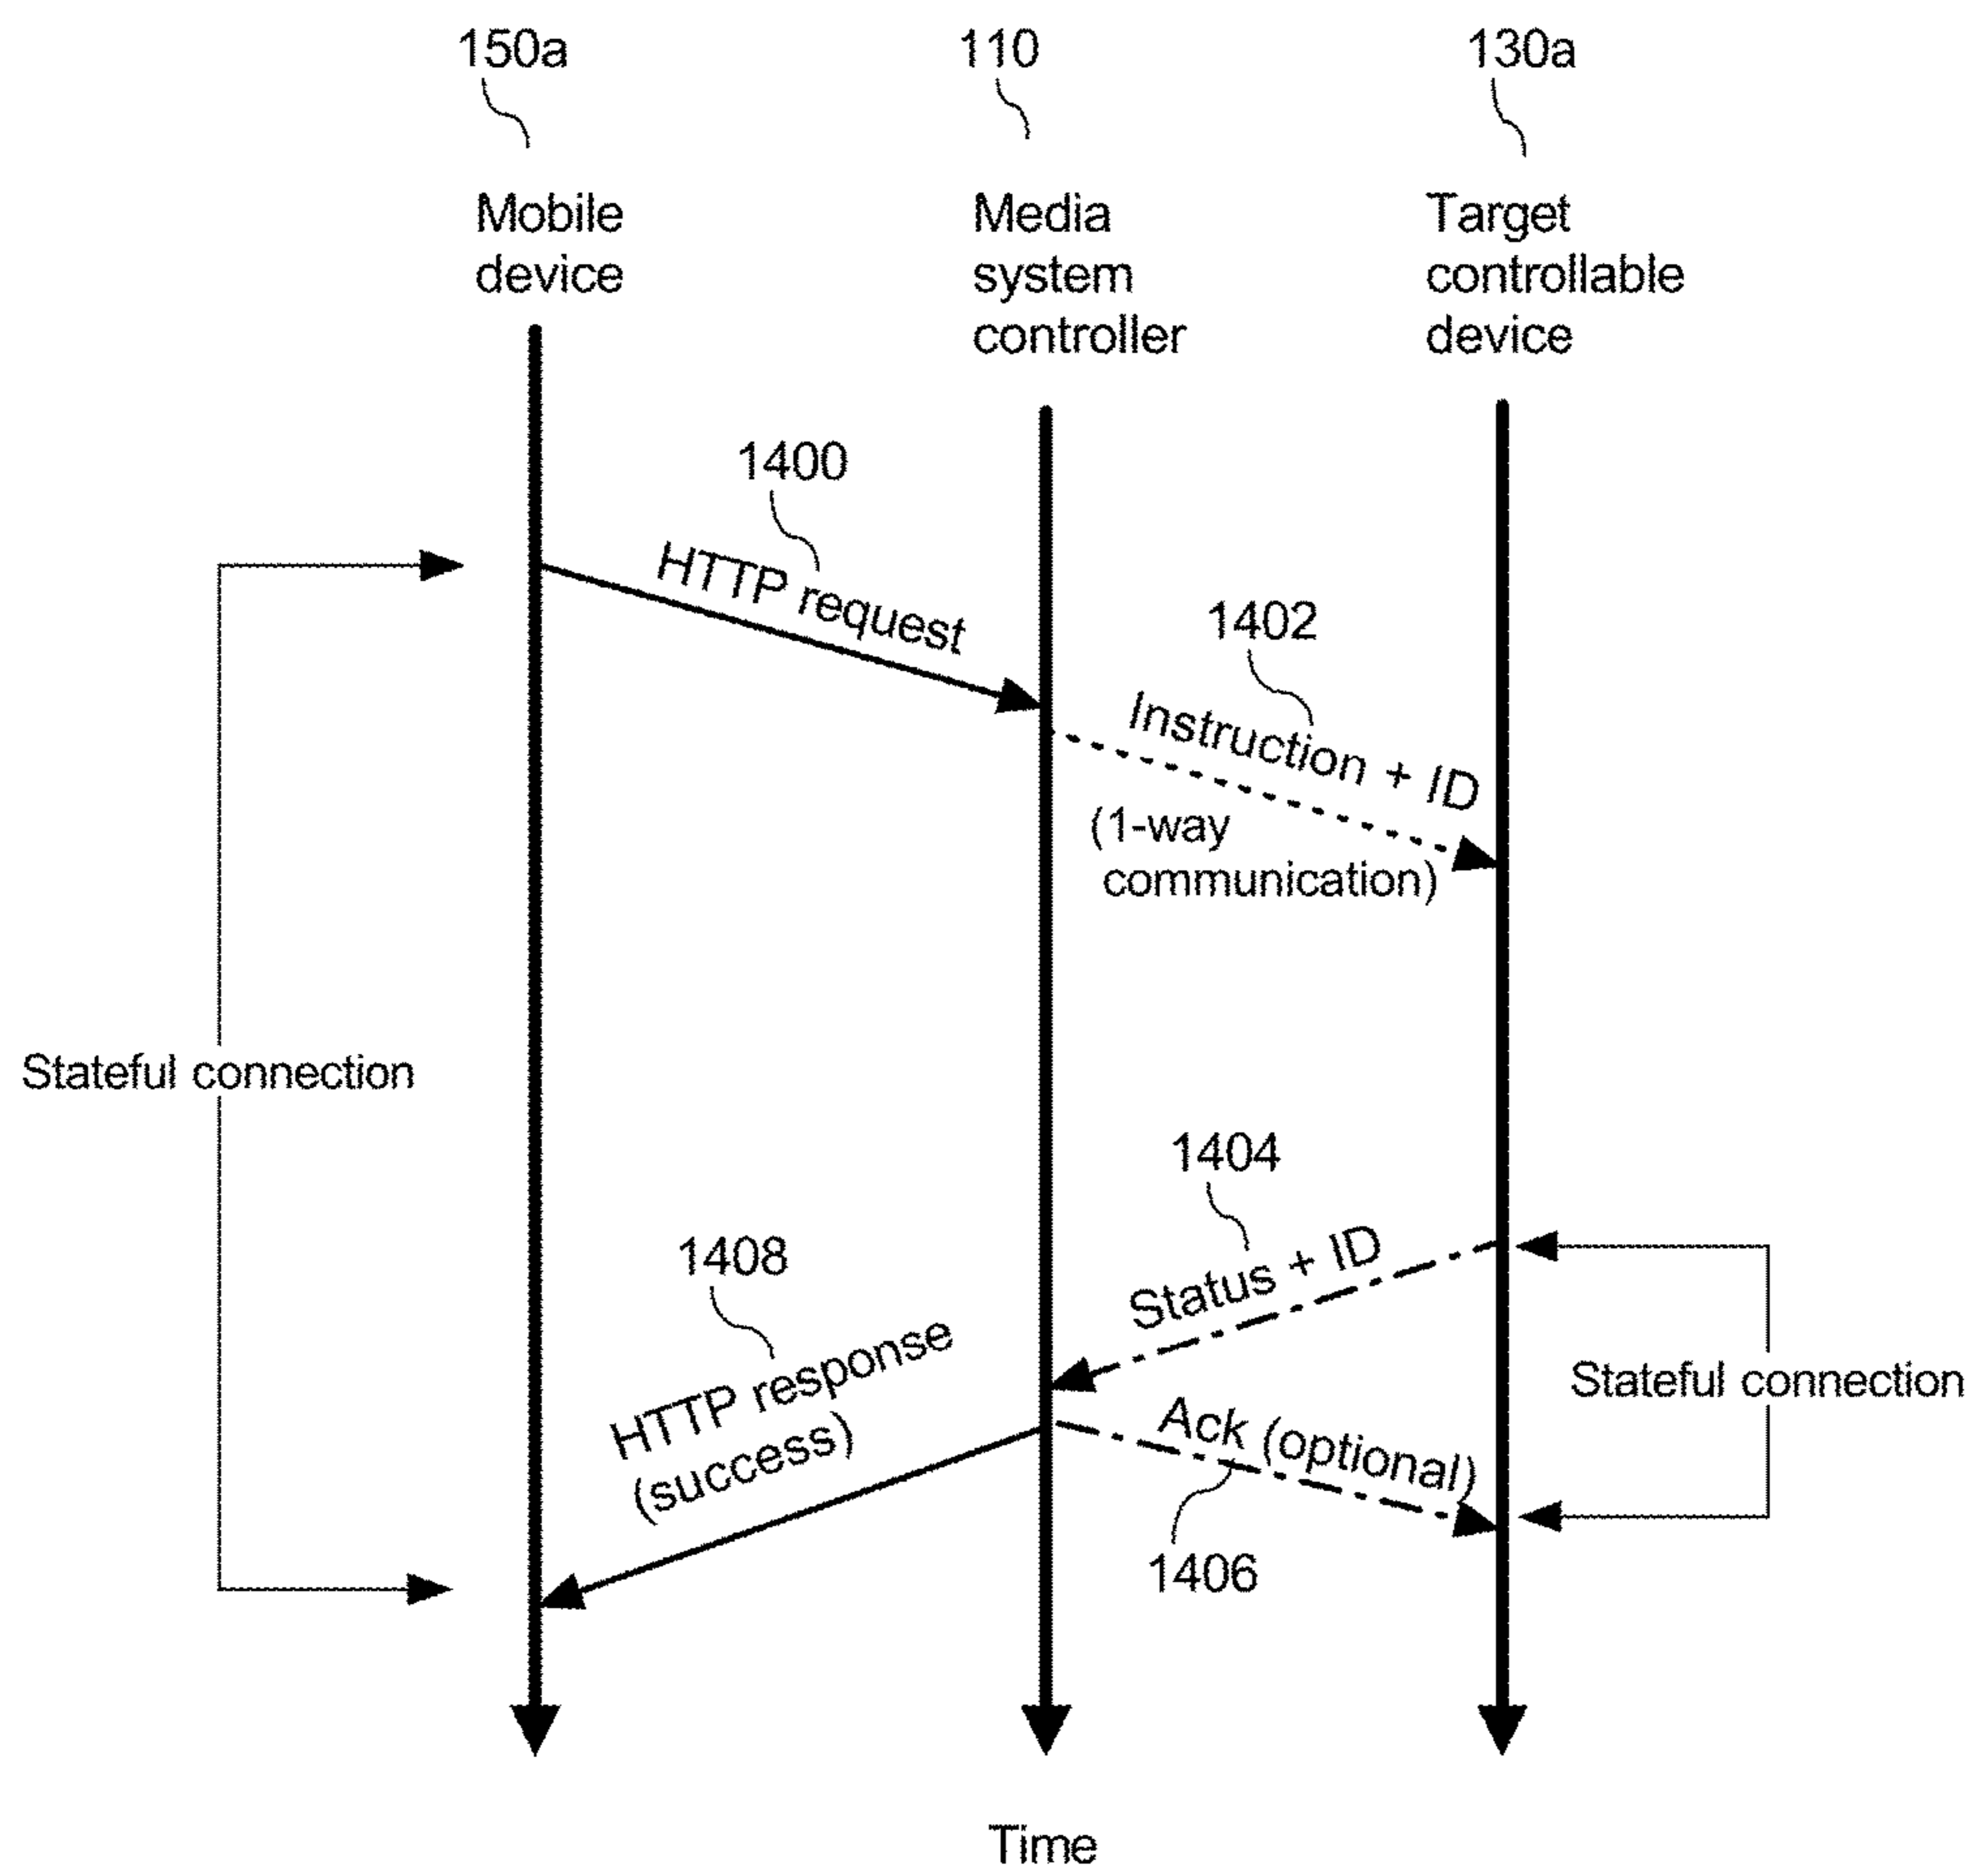 150a
110
130a
Mobile
device
Media
system
controller
Target
controllable
device
1400
HTTP request
1402
Instruction + ID
(1-way
communication)
Stateful connection
1404
Status + ID
1408
HTTP response
(success)
Stateful connection
Ack (optional)
1406
Time